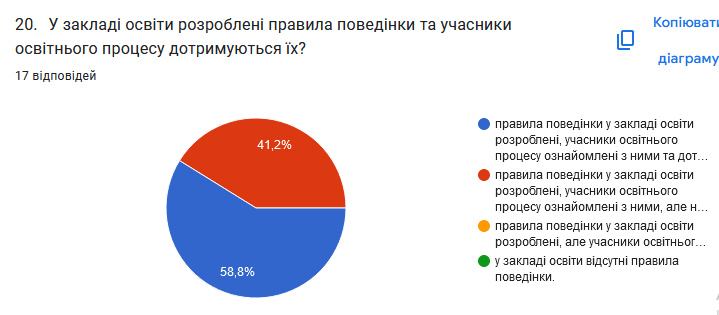 20. У закладі освіти розроблені правила поведінки та учасники
освітнього процесу дотримуються їх?
17 відповідей
Копіювати
діаграму
41,2%
58,8%
правила поведінки у закладі освіти
розроблені, учасники освітнього
процесу ознайомлені з ними та дот…
правила поведінки у закладі освіти
розроблені, учасники освітнього
процесу ознайомлені з ними, але н…
правила поведінки у закладі освіти
розроблені, але учасники освітньог…
у закладі освіти відсутні правила
поведінки.